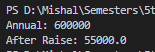 PS D:\Mishal\Semesters\5t
Annual: 600000
After Raise: 55000.0